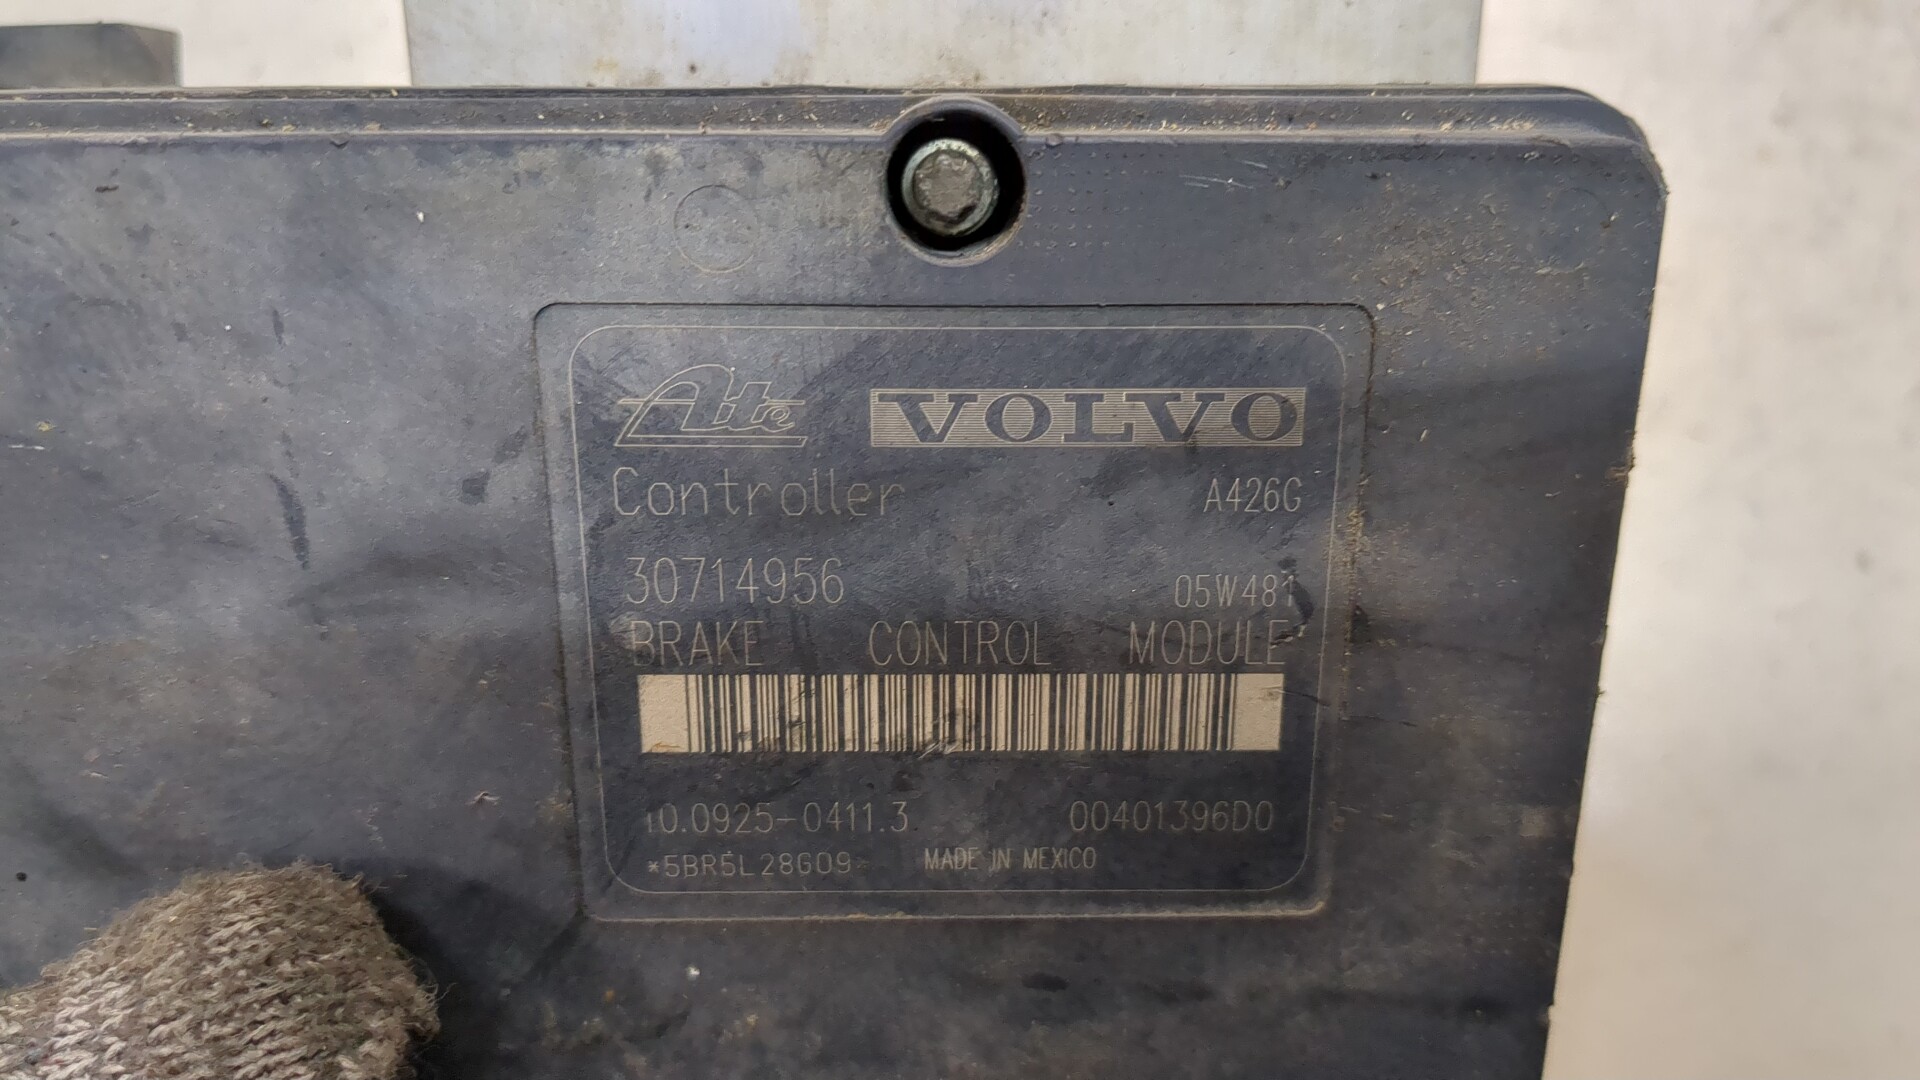 Ate VOLVO
Controller A426G
30714956 05W481
BRAKE CONTROL MODULE
10.0925-0411.3 00401396D0
*5BR5L28G09* MADE IN MEXICO